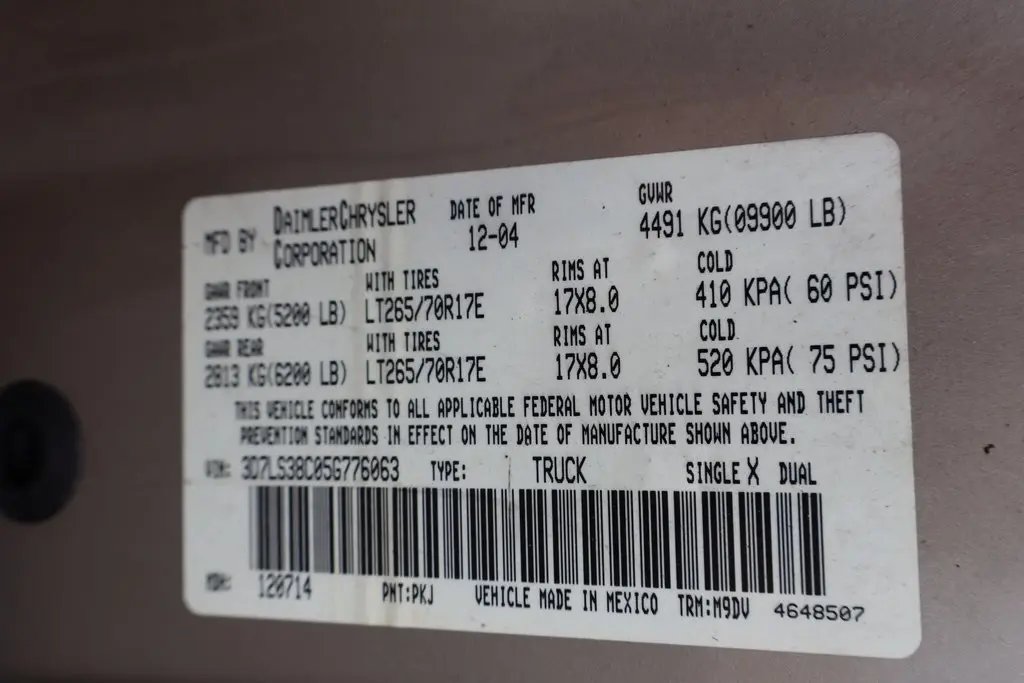 MFD BY DAIMLERCHRYSLER CORPORATION DATE OF MFR 12-04 GVWR 4491 KG(09900 LB)
GAWR FRONT WITH TIRES RIMS AT COLD
2359 KG(5200 LB) LT265/70R17E 17X8.0 410 KPA( 60 PSI)
GAWR REAR WITH TIRES RIMS AT COLD
2813 KG(6200 LB) LT265/70R17E 17X8.0 520 KPA( 75 PSI)
THIS VEHICLE CONFORMS TO ALL APPLICABLE FEDERAL MOTOR VEHICLE SAFETY AND THEFT
PREVENTION STANDARDS IN EFFECT ON THE DATE OF MANUFACTURE SHOWN ABOVE.
VIN: 3D7LS38C05G776063 TYPE: TRUCK SINGLE X DUAL
MDH: 120714 PNT:PKJ VEHICLE MADE IN MEXICO TRM:M9DV 4648507